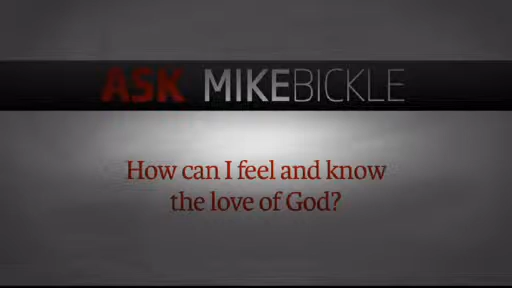 ASK MIKEBICKLE
How can I feel and know
the love of God?